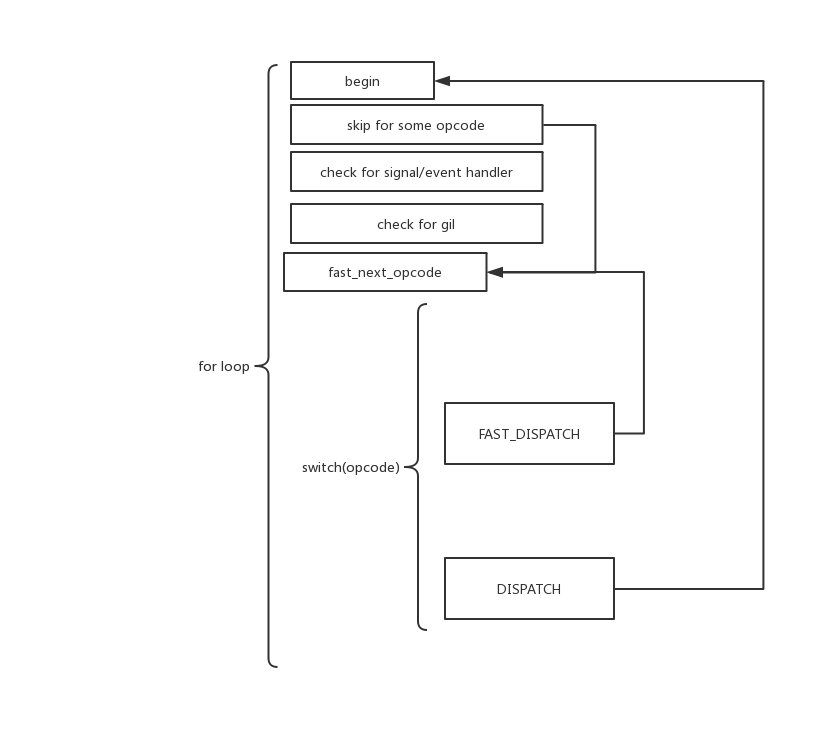 begin
skip for some opcode
check for signal/event handler
check for gil
fast_next_opcode
for loop
FAST_DISPATCH
switch(opcode)
DISPATCH